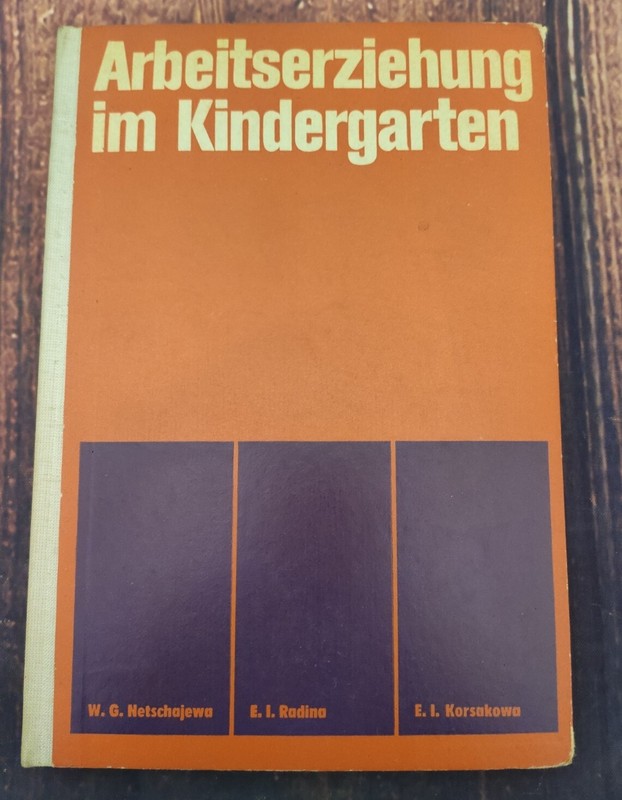 Arbeitserziehung
im Kindergarten
W. G. Netschajewa
E. I. Radina
E. I. Korsakowa